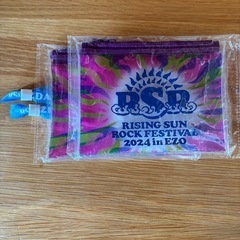 RSR
RISING SUN
ROCK FESTIVAL
2024 in EZO